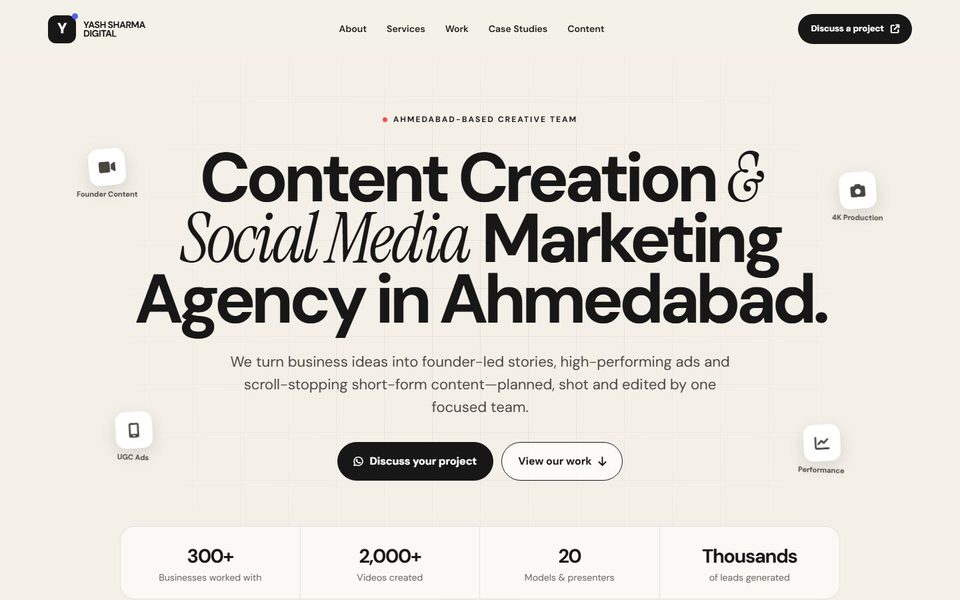 Y
YASH SHARMA
DIGITAL
About
Services
Work
Case Studies
Content
Discuss a project
AHMEDABAD-BASED CREATIVE TEAM
Content Creation &
Social Media Marketing
Agency in Ahmedabad.
Founder Content
4K Production
We turn business ideas into founder-led stories, high-performing ads and
scroll-stopping short-form content—planned, shot and edited by one
focused team.
UGC Ads
Performance
Discuss your project
View our work
300+
Businesses worked with
2,000+
Videos created
20
Models & presenters
Thousands
of leads generated